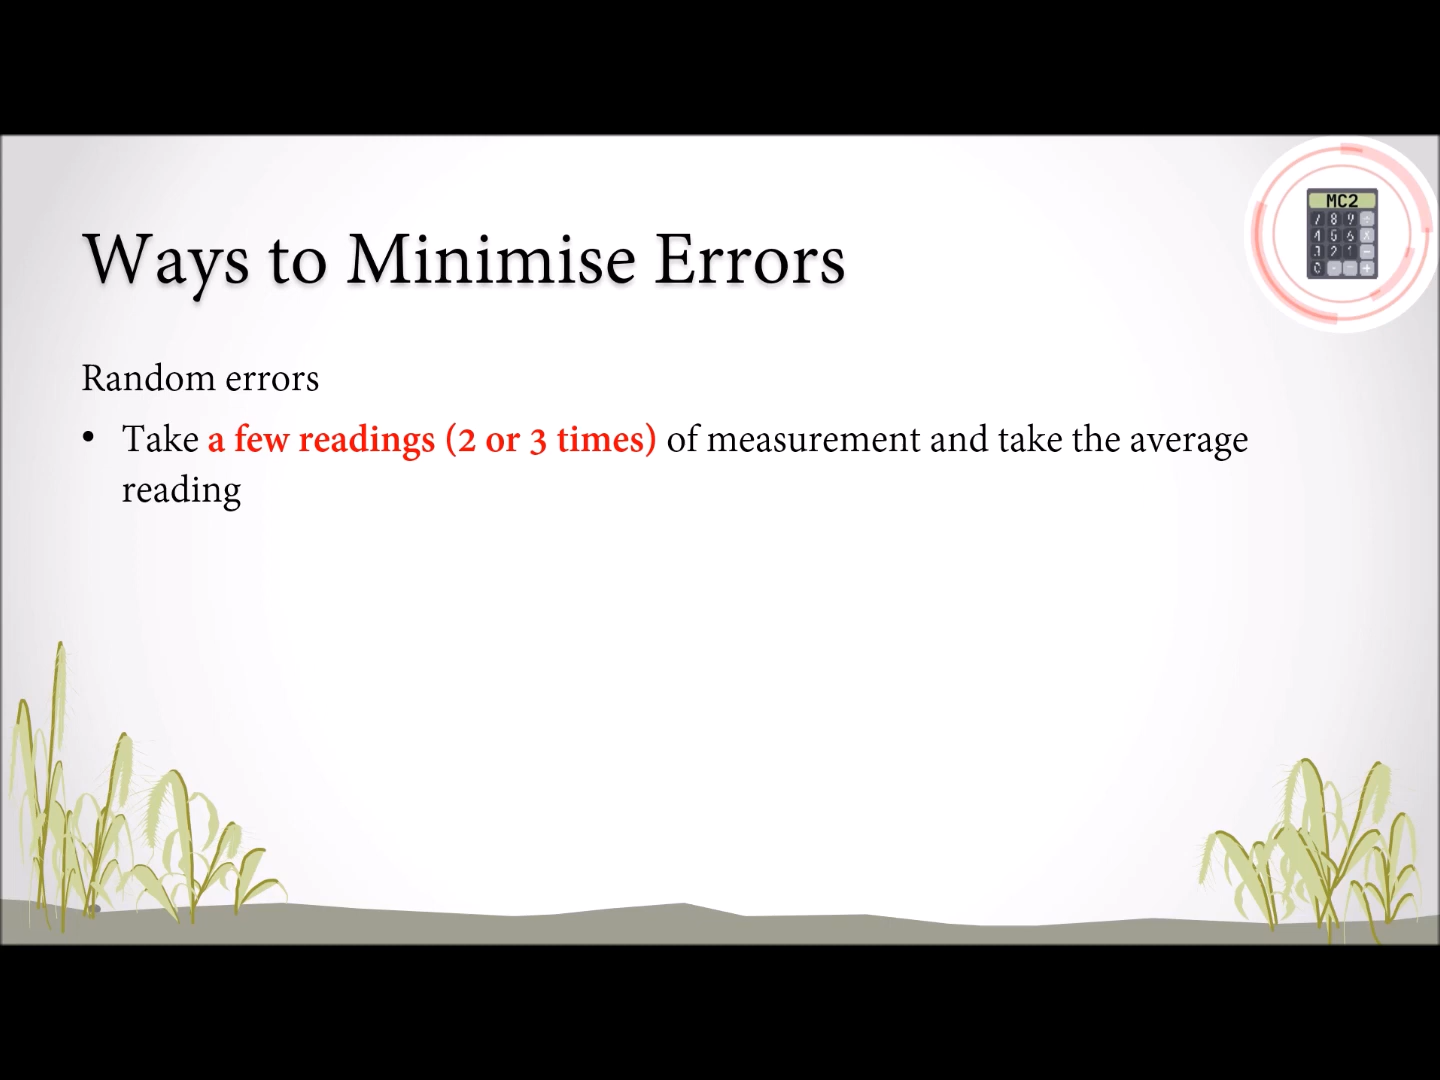 MC2
Ways to Minimise Errors
Random errors
• Take a few readings (2 or 3 times) of measurement and take the average
reading